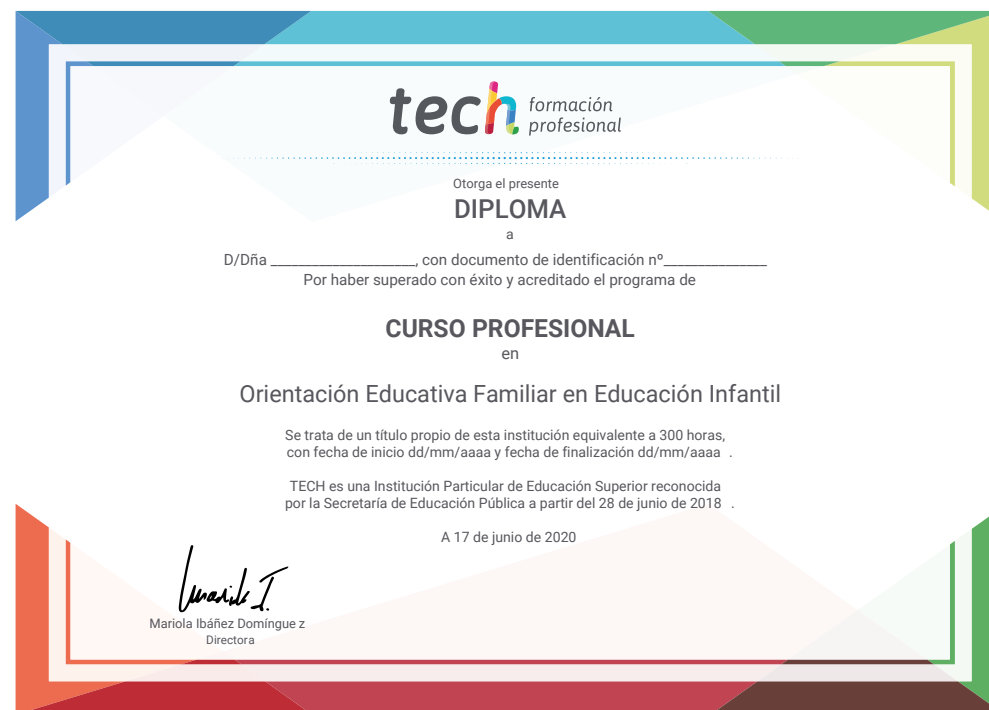 tech formación
profesional
Otorga el presente
DIPLOMA
a
D/Dña ____________________, con documento de identificación nº______________
Por haber superado con éxito y acreditado el programa de
CURSO PROFESIONAL
en
Orientación Educativa Familiar en Educación Infantil
Se trata de un título propio de esta institución equivalente a 300 horas,
con fecha de inicio dd/mm/aaaa y fecha de finalización dd/mm/aaaa .
TECH es una Institución Particular de Educación Superior reconocida
por la Secretaría de Educación Pública a partir del 28 de junio de 2018 .
A 17 de junio de 2020
Mariola Ibáñez Domíngue z
Directora